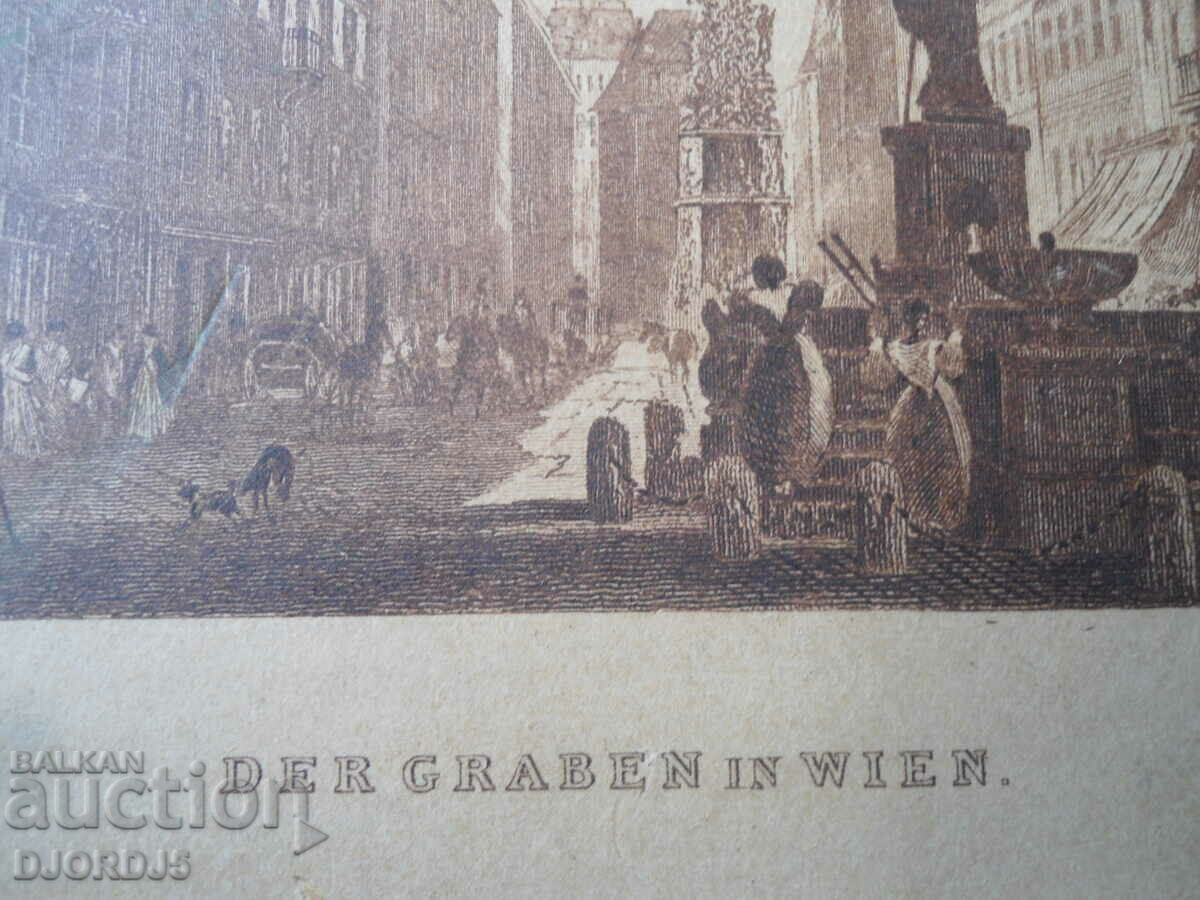 DER GRABEN IN WIEN.
BALKAN
auction
DJORDJ5